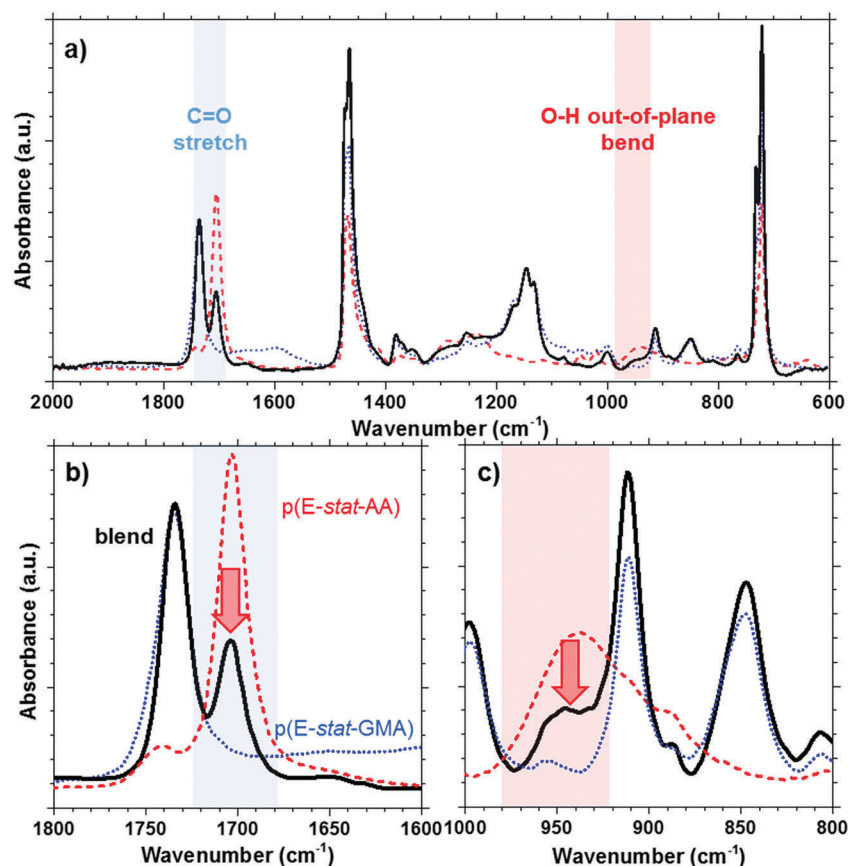 a)
C=O
stretch
O-H out-of-plane
bend
Absorbance (a.u.)
2000 1800 1600 1400 1200 1000 800 600
Wavenumber (cm⁻¹)
b)
p(E-stat-AA)
blend
p(E-stat-GMA)
Absorbance (a.u.)
1800 1750 1700 1650 1600
Wavenumber (cm⁻¹)
c)
Absorbance (a.u.)
1000 950 900 850 800
Wavenumber (cm⁻¹)